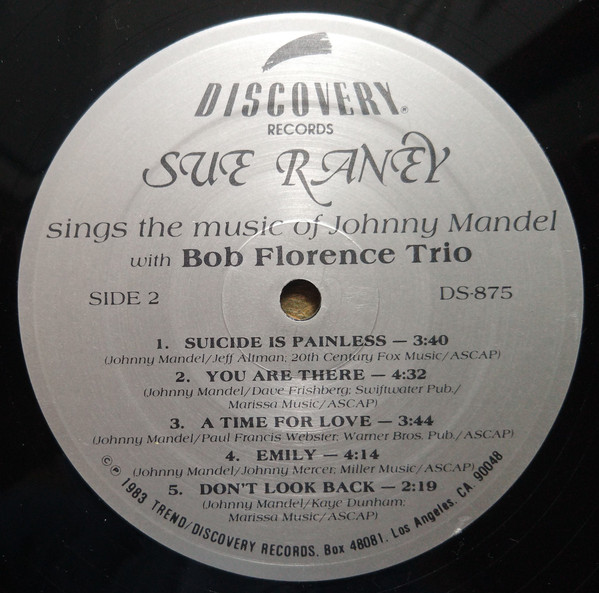 DISCOVERY®
RECORDS
SUE RANEY
sings the music of Johnny Mandel
with Bob Florence Trio
SIDE 2 DS-875
1. SUICIDE IS PAINLESS — 3:40
(Johnny Mandel/Jeff Altman; 20th Century Fox Music/ASCAP)
2. YOU ARE THERE — 4:32
(Johnny Mandel/Dave Frishberg; Swiftwater Pub./
Marissa Music/ASCAP)
3. A TIME FOR LOVE — 3:44
(Johnny Mandel/Paul Francis Webster; Warner Bros. Pub./ASCAP)
4. EMILY — 4:14
(Johnny Mandel/Johnny Mercer; Miller Music/ASCAP)
5. DON'T LOOK BACK — 2:19
(Johnny Mandel/Kaye Dunham;
Marissa Music/ASCAP)
©℗ 1983 TREND/DISCOVERY RECORDS. Box 48081, Los Angeles, CA. 90048